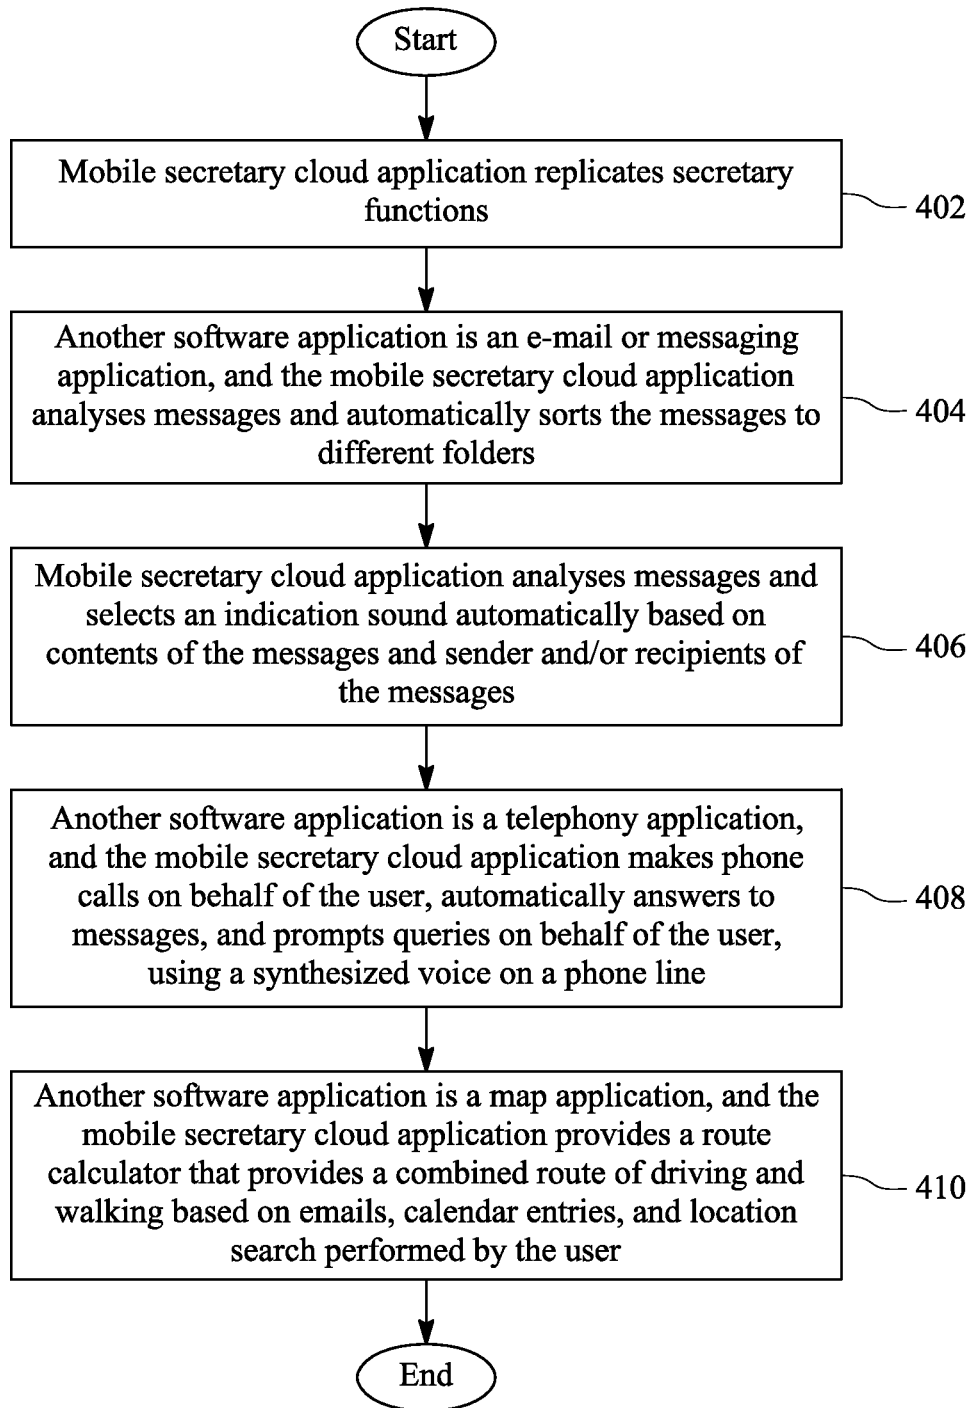 Start
Mobile secretary cloud application replicates secretary
functions
402
Another software application is an e-mail or messaging
application, and the mobile secretary cloud application
analyses messages and automatically sorts the messages to
different folders
404
Mobile secretary cloud application analyses messages and
selects an indication sound automatically based on
contents of the messages and sender and/or recipients of
the messages
406
Another software application is a telephony application,
and the mobile secretary cloud application makes phone
calls on behalf of the user, automatically answers to
messages, and prompts queries on behalf of the user,
using a synthesized voice on a phone line
408
Another software application is a map application, and the
mobile secretary cloud application provides a route
calculator that provides a combined route of driving and
walking based on emails, calendar entries, and location
search performed by the user
410
End